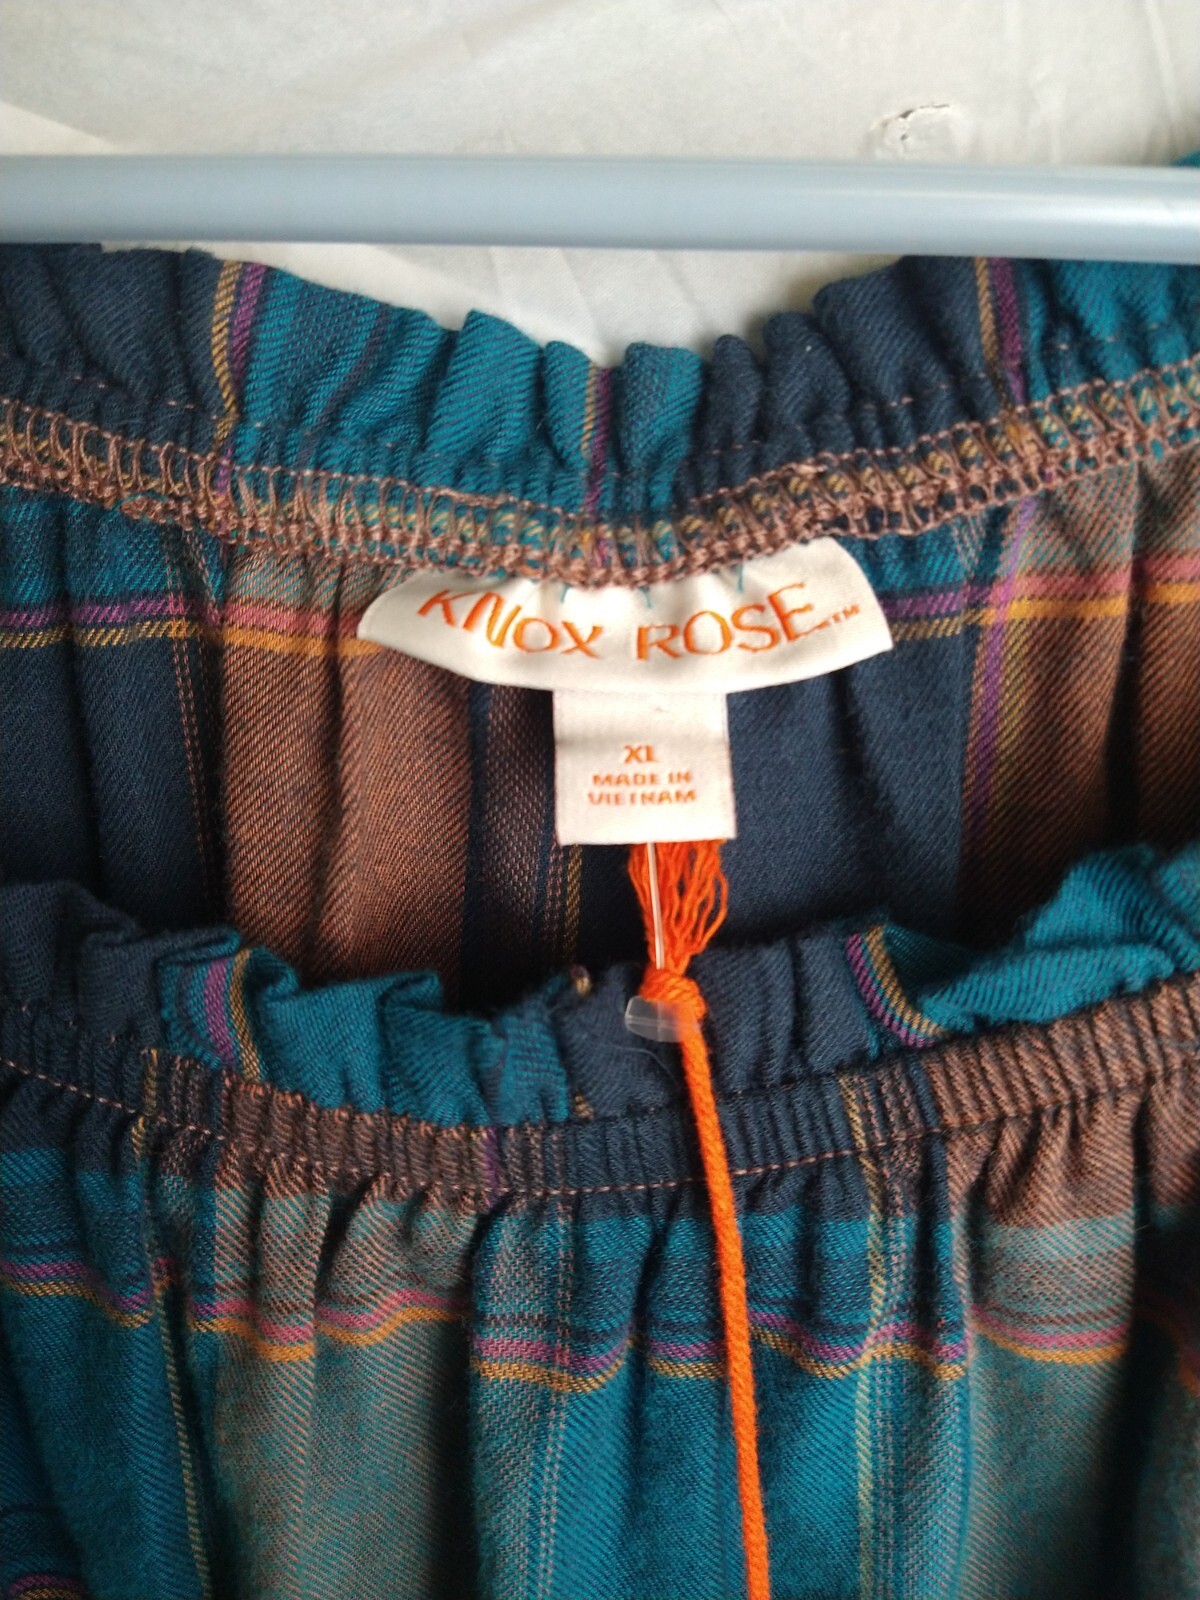 KNOX ROSE™
XL
MADE IN
VIETNAM